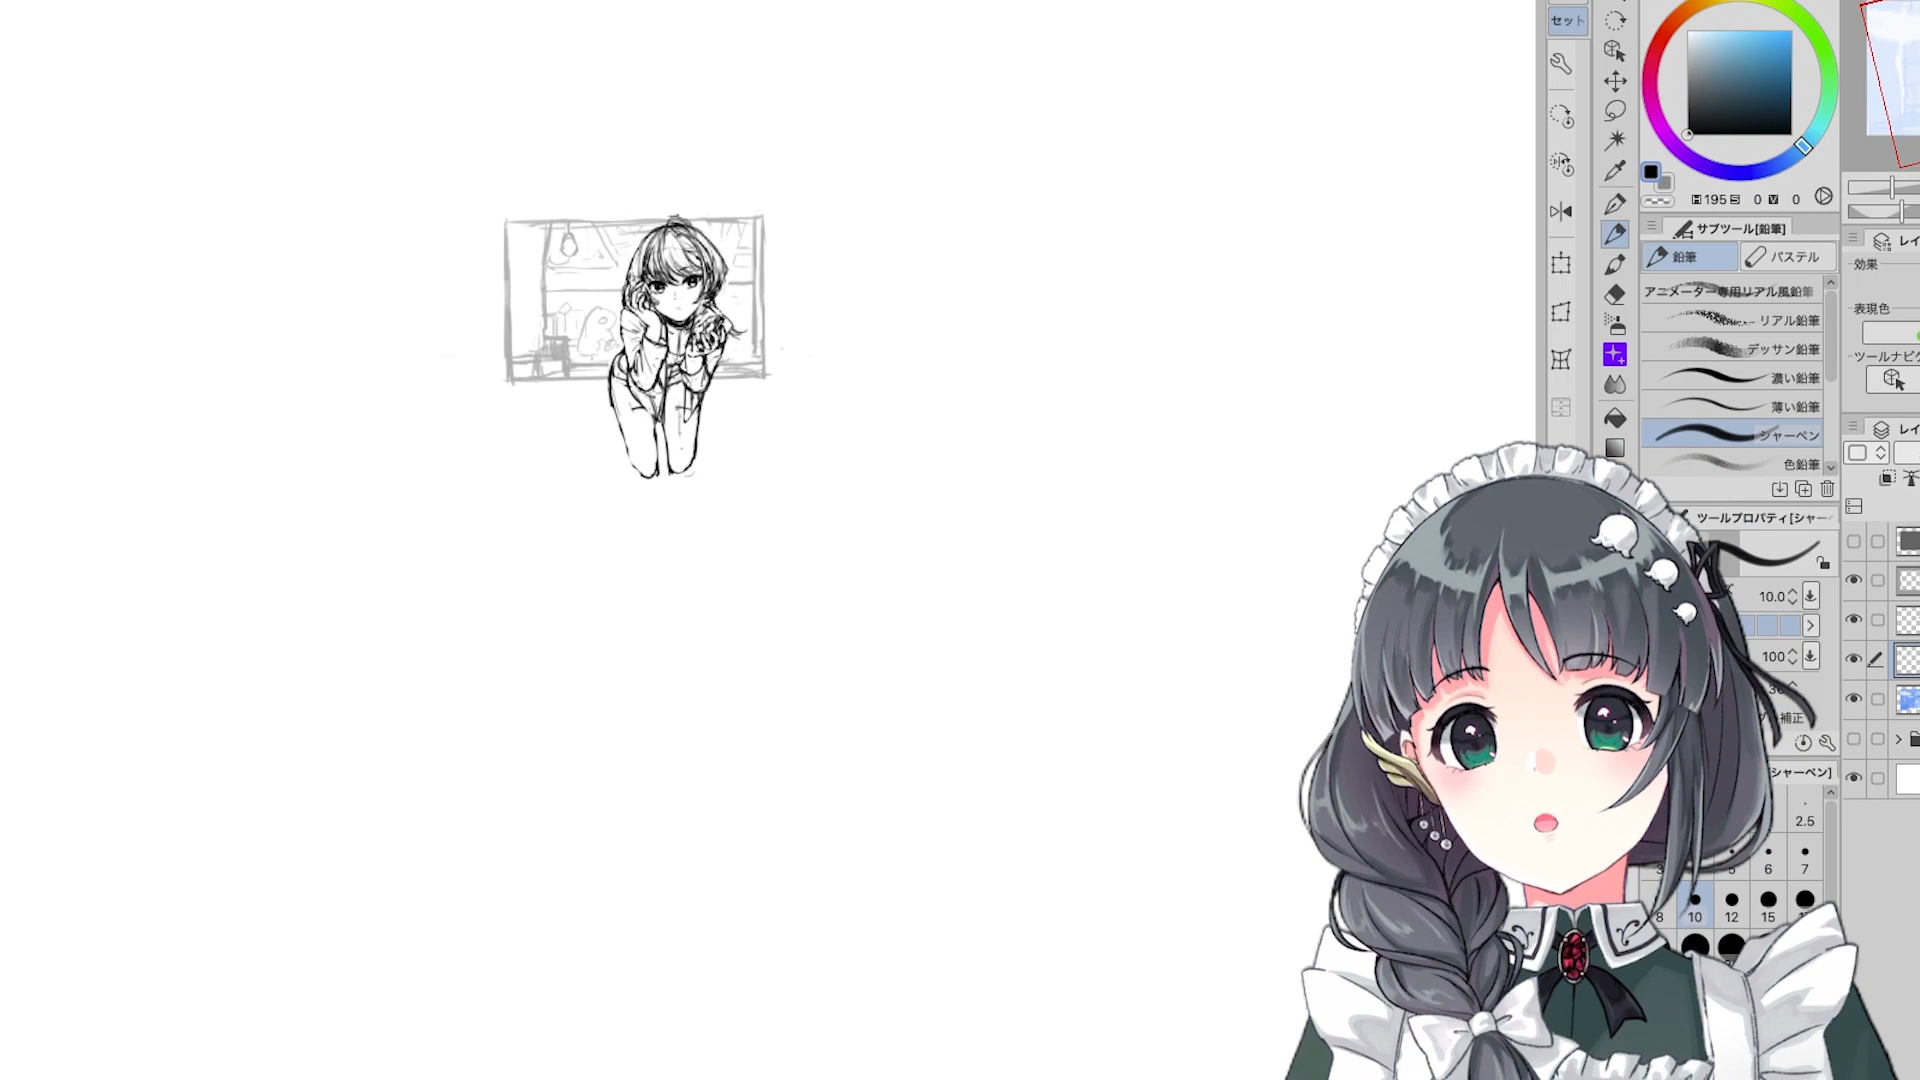 セット
H195 S 0 V 0
サブツール[鉛筆]
鉛筆
パステル
アニメーター専用リアル風鉛筆
リアル鉛筆
デッサン鉛筆
濃い鉛筆
薄い鉛筆
シャーペン
色鉛筆
ツールプロパティ[シャー
10.0
100
補正
シャーペン]
2.5
5
6
7
8
10
12
15
レイ
効果
表現色
ツールナビゲ
レイ